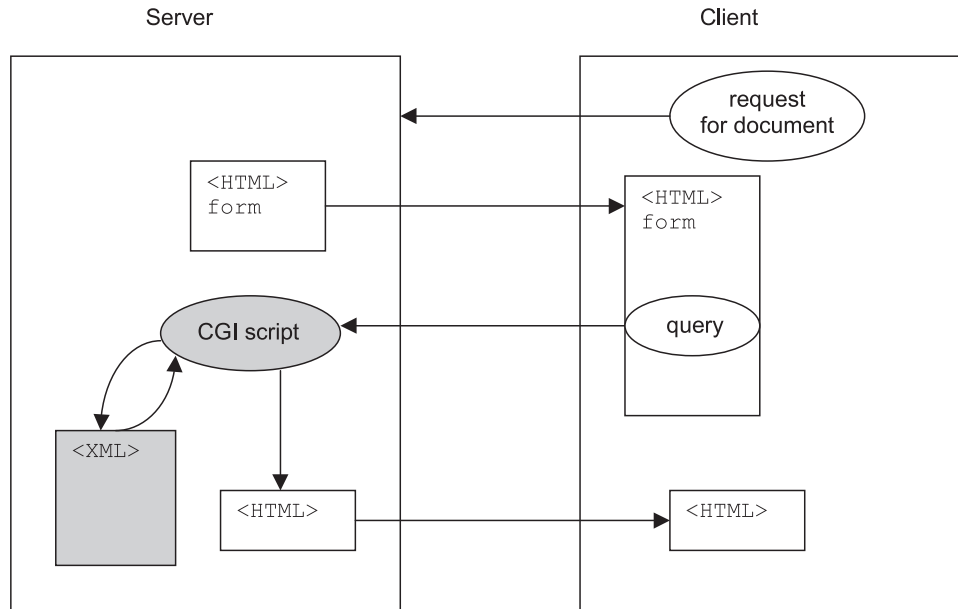 Server
Client
request
for document
<HTML>
form
<HTML>
form
CGI script
query
<XML>
<HTML>
<HTML>